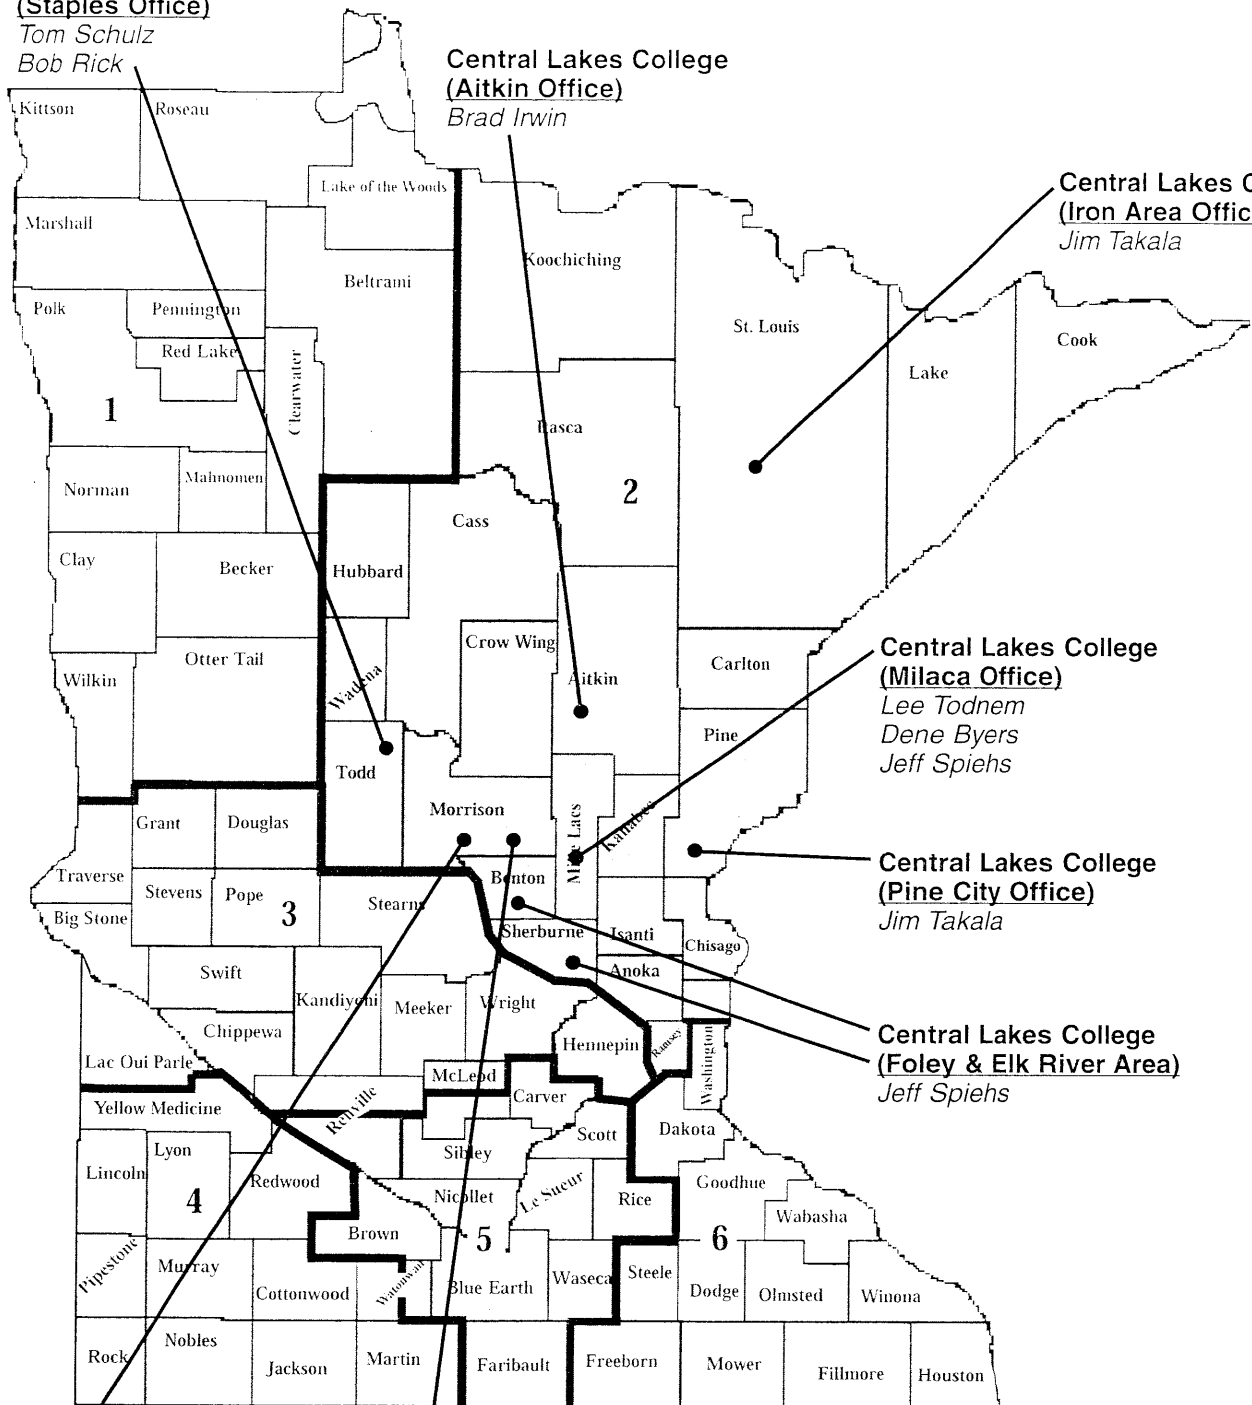 (Staples Office)
Tom Schulz
Bob Rick
Central Lakes College
(Aitkin Office)
Brad Irwin
Central Lakes C
(Iron Area Offic
Jim Takala
Kittson
Roseau
Lake of the Woods
Marshall
Koochiching
Beltrami
Polk
Pennington
St. Louis
Cook
Red Lake
Lake
Clearwater
1
Itasca
Mahnomen
Norman
2
Cass
Clay
Becker
Hubbard
Crow Wing
Otter Tail
Wilkin
Wadena
Aitkin
Carlton
Central Lakes College
(Milaca Office)
Lee Todnem
Dene Byers
Jeff Spiehs
Pine
Todd
Morrison
Grant
Douglas
Mille Lacs
Kanabec
Central Lakes College
(Pine City Office)
Jim Takala
Traverse
Stevens
Pope
3
Stearns
Benton
Big Stone
Sherburne
Isanti
Chisago
Swift
Anoka
Kandiyohi
Meeker
Wright
Chippewa
Hennepin
Ramsey
Washington
Central Lakes College
(Foley & Elk River Area)
Jeff Spiehs
Lac Oui Parle
McLeod
Carver
Yellow Medicine
Renville
Scott
Dakota
Lyon
Sibley
Lincoln
Redwood
4
Nicollet
Le Sueur
Rice
Goodhue
Wabasha
Brown
5
6
Pipestone
Murray
Cottonwood
Watonwan
Blue Earth
Waseca
Steele
Dodge
Olmsted
Winona
Rock
Nobles
Jackson
Martin
Faribault
Freeborn
Mower
Fillmore
Houston